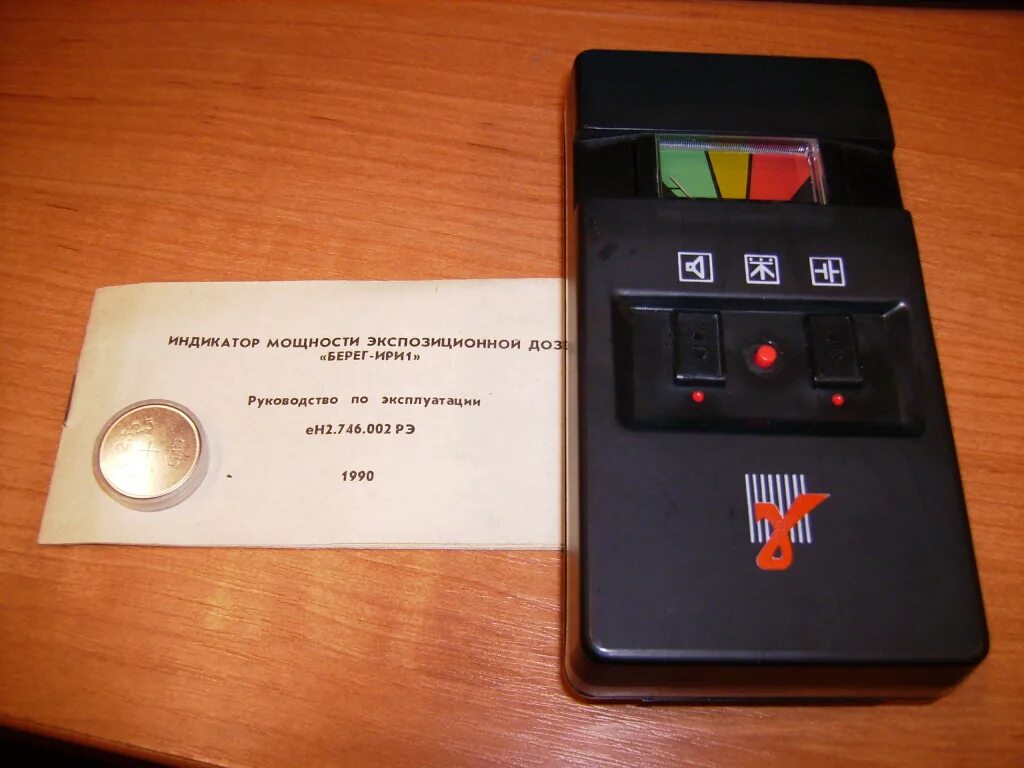 ИНДИКАТОР МОЩНОСТИ ЭКСПОЗИЦИОННОЙ ДОЗ
«БЕРЕГ-ИРИ1»
Руководство по эксплуатации
еН2.746.002 РЭ
1990
γ